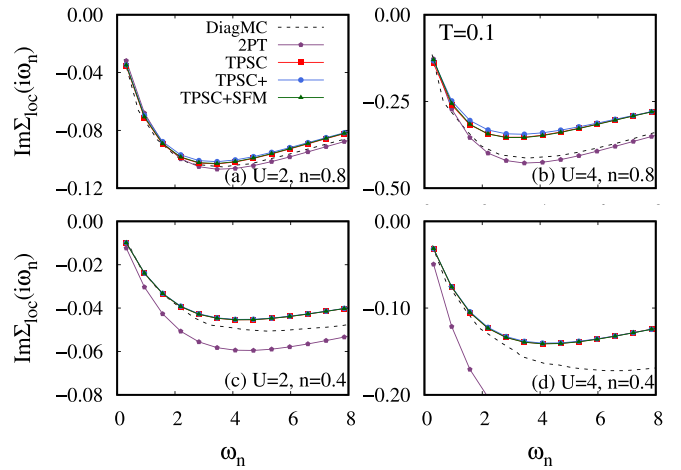 DiagMC
2PT
TPSC
TPSC+
TPSC+SFM
T=0.1
0.00
−0.04
−0.08
−0.12
ImΣloc(iωn)
(a) U=2, n=0.8
0.00
−0.25
−0.50
(b) U=4, n=0.8
0.00
−0.02
−0.04
−0.06
−0.08
ImΣloc(iωn)
(c) U=2, n=0.4
0 2 4 6 8
ωn
0.00
−0.10
−0.20
(d) U=4, n=0.4
0 2 4 6 8
ωn